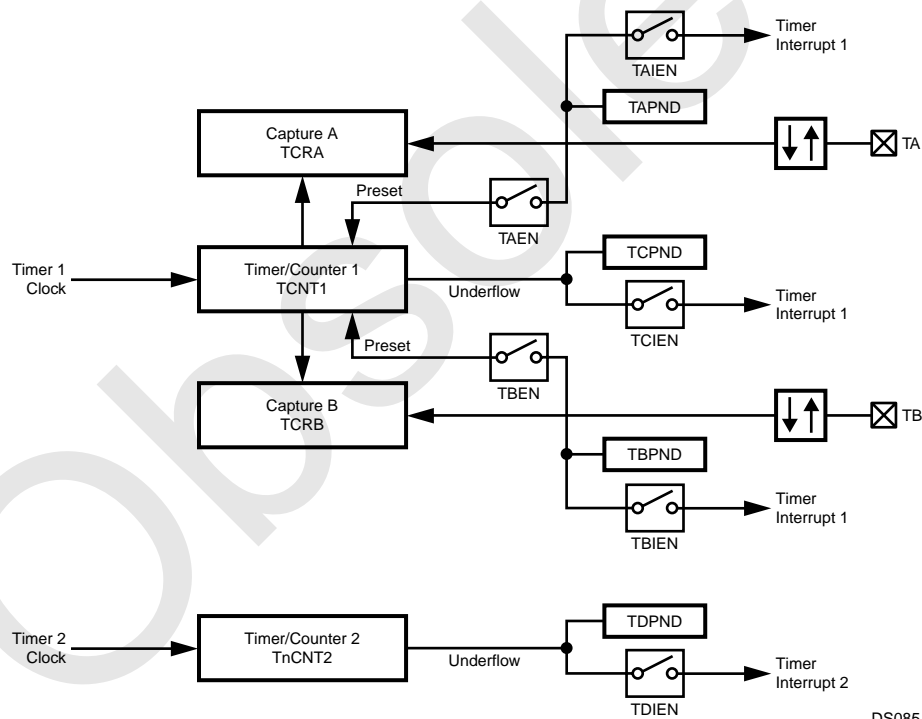 Timer
Interrupt 1
TAIEN
TAPND
Capture A
TCRA
TA
Preset
TAEN
Timer 1
Clock
Timer/Counter 1
TCNT1
Underflow
TCPND
Timer
Interrupt 1
TCIEN
Preset
TBEN
Capture B
TCRB
TB
TBPND
Timer
Interrupt 1
TBIEN
Timer 2
Clock
Timer/Counter 2
TnCNT2
Underflow
TDPND
Timer
Interrupt 2
TDIEN
DS085
Obsole